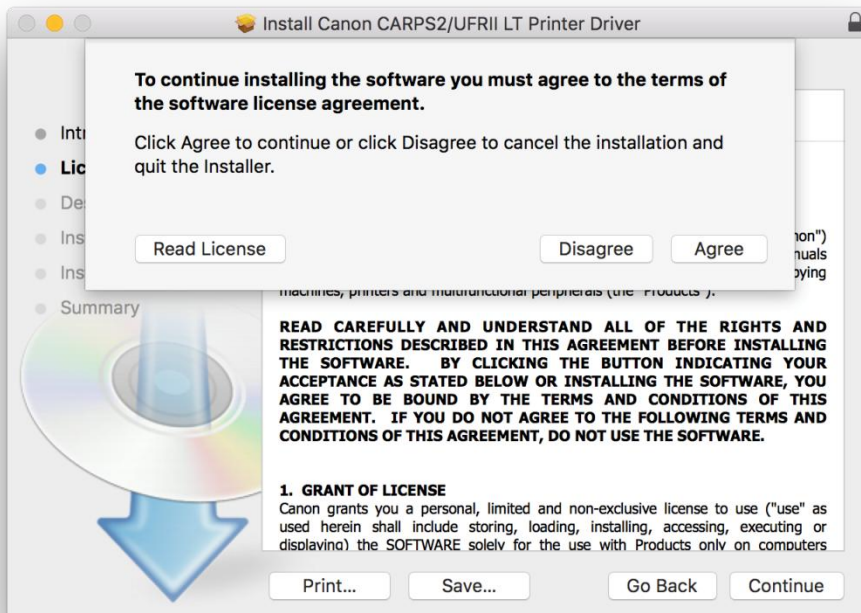 Install Canon CARPS2/UFRII LT Printer Driver
To continue installing the software you must agree to the terms of
the software license agreement.
Click Agree to continue or click Disagree to cancel the installation and
quit the Installer.
Read License
Disagree
Agree
Int
Lic
De
Ins
Ins
Summary
non")
nuals
pying
machines, printers and multifunctional peripherals (the "Products").
READ CAREFULLY AND UNDERSTAND ALL OF THE RIGHTS AND
RESTRICTIONS DESCRIBED IN THIS AGREEMENT BEFORE INSTALLING
THE SOFTWARE. BY CLICKING THE BUTTON INDICATING YOUR
ACCEPTANCE AS STATED BELOW OR INSTALLING THE SOFTWARE, YOU
AGREE TO BE BOUND BY THE TERMS AND CONDITIONS OF THIS
AGREEMENT. IF YOU DO NOT AGREE TO THE FOLLOWING TERMS AND
CONDITIONS OF THIS AGREEMENT, DO NOT USE THE SOFTWARE.
1. GRANT OF LICENSE
Canon grants you a personal, limited and non-exclusive license to use ("use" as
used herein shall include storing, loading, installing, accessing, executing or
displaying) the SOFTWARE solely for the use with Products only on computers
Print...
Save...
Go Back
Continue